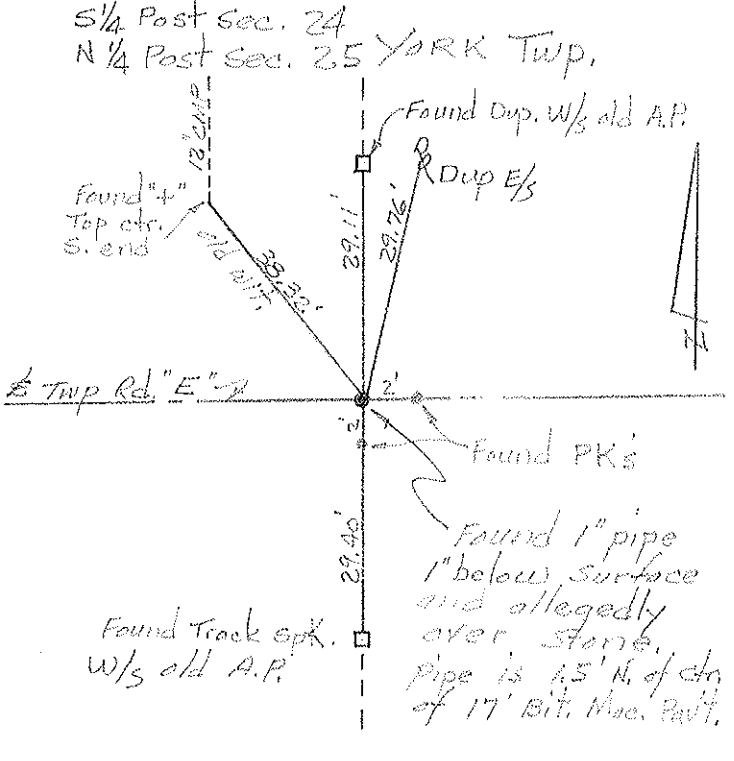 S 1/4 Post Sec. 24
N 1/4 Post Sec. 25 YORK Twp.
Found Dup. W/s old A.P.
Dup E/s
12" CMP
Found "+"
Top ctr.
S. end
old Wit.
38.32'
29.11'
29.76'
N
℄ Twp Rd. "E"
2'
2'
Found PK's
29.40'
Found 1" pipe
1" below surface
and allegedly
over stone.
Pipe is 1.5' N. of ctr.
of 17' Bit. Mac. Pav't.
Found Track spk.
W/s old A.P.